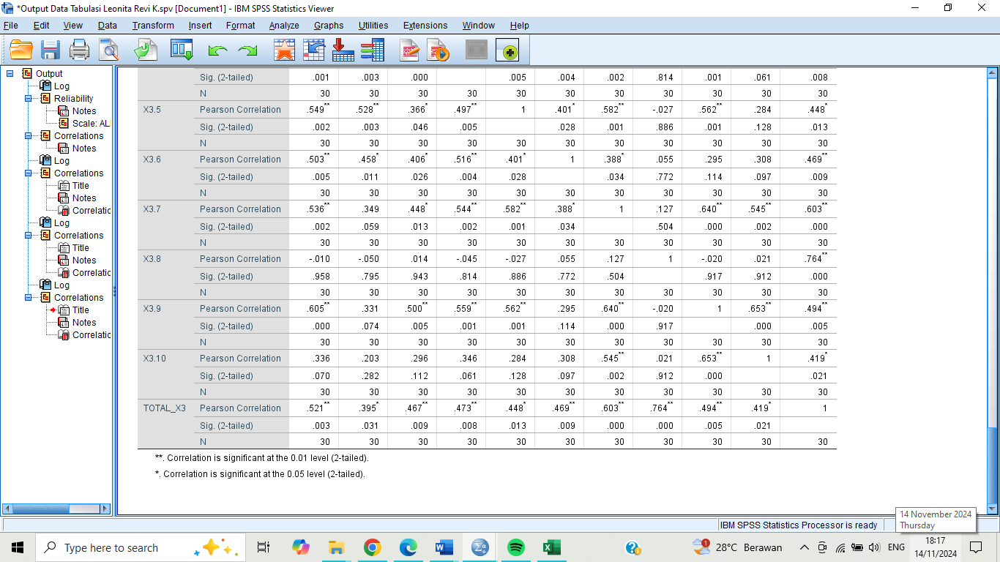 *Output Data Tabulasi Leonita Revi K.spv [Document1] - IBM SPSS Statistics Viewer
File Edit View Data Transform Insert Format Analyze Graphs Utilities Extensions Window Help
Output
Log
Reliability
Notes
Scale: AL
Correlations
Notes
Log
Correlations
Title
Notes
Correlatic
Log
Correlations
Title
Notes
Correlatic
Log
Correlations
Title
Notes
Correlatic
Sig. (2-tailed) .001 .003 .000 .005 .004 .002 .814 .001 .061 .008
N 30 30 30 30 30 30 30 30 30 30 30
X3.5 Pearson Correlation .549** .528** .366* .497** 1 .401* .582** -.027 .562** .284 .448*
Sig. (2-tailed) .002 .003 .046 .005 .028 .001 .886 .001 .128 .013
N 30 30 30 30 30 30 30 30 30 30 30
X3.6 Pearson Correlation .503** .458* .406* .516** .401* 1 .388* .055 .295 .308 .469**
Sig. (2-tailed) .005 .011 .026 .004 .028 .034 .772 .114 .097 .009
N 30 30 30 30 30 30 30 30 30 30 30
X3.7 Pearson Correlation .536** .349 .448* .544** .582** .388* 1 .127 .640** .545** .603**
Sig. (2-tailed) .002 .059 .013 .002 .001 .034 .504 .000 .002 .000
N 30 30 30 30 30 30 30 30 30 30 30
X3.8 Pearson Correlation -.010 -.050 .014 -.045 -.027 .055 .127 1 -.020 .021 .764**
Sig. (2-tailed) .958 .795 .943 .814 .886 .772 .504 .917 .912 .000
N 30 30 30 30 30 30 30 30 30 30 30
X3.9 Pearson Correlation .605** .331 .500** .559** .562** .295 .640** -.020 1 .653** .494**
Sig. (2-tailed) .000 .074 .005 .001 .001 .114 .000 .917 .000 .005
N 30 30 30 30 30 30 30 30 30 30 30
X3.10 Pearson Correlation .336 .203 .296 .346 .284 .308 .545** .021 .653** 1 .419*
Sig. (2-tailed) .070 .282 .112 .061 .128 .097 .002 .912 .000 .021
N 30 30 30 30 30 30 30 30 30 30 30
TOTAL_X3 Pearson Correlation .521** .395* .467** .473** .448* .469** .603** .764** .494** .419* 1
Sig. (2-tailed) .003 .031 .009 .008 .013 .009 .000 .000 .005 .021
N 30 30 30 30 30 30 30 30 30 30 30
**. Correlation is significant at the 0.01 level (2-tailed).
*. Correlation is significant at the 0.05 level (2-tailed).
IBM SPSS Statistics Processor is ready
14 November 2024
Thursday
Type here to search
1
28°C Berawan
ENG
18:17
14/11/2024